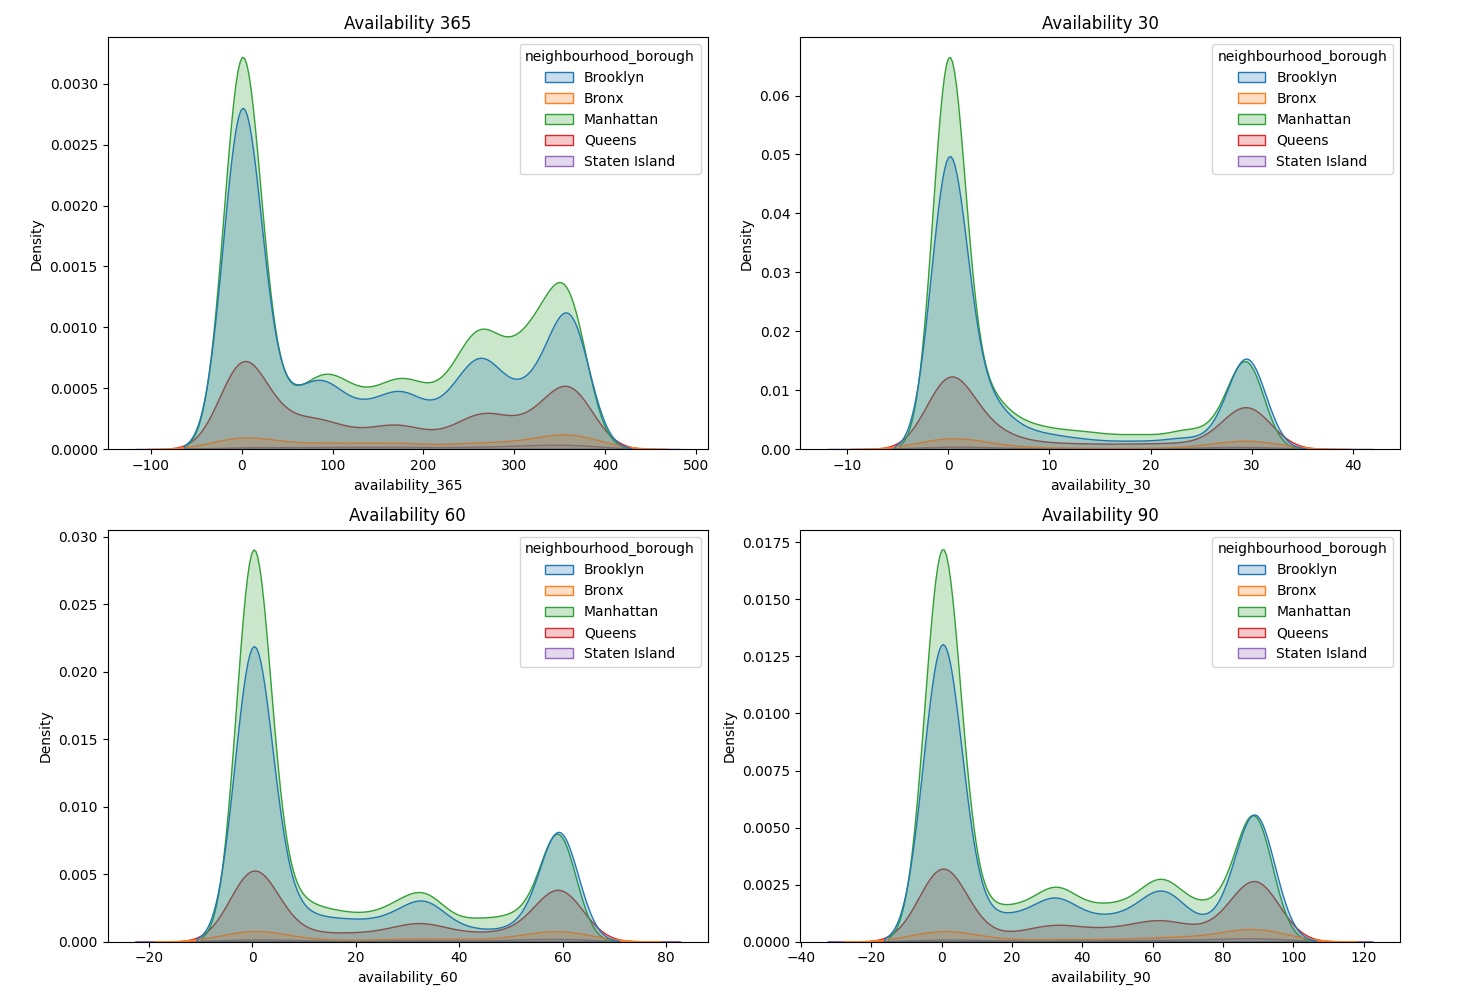 Availability 365
neighbourhood_borough
Brooklyn
Bronx
Manhattan
Queens
Staten Island
0.0030
0.0025
0.0020
0.0015
0.0010
0.0005
0.0000
Density
−100 0 100 200 300 400 500
availability_365
Availability 30
neighbourhood_borough
Brooklyn
Bronx
Manhattan
Queens
Staten Island
0.06
0.05
0.04
0.03
0.02
0.01
0.00
Density
−10 0 10 20 30 40
availability_30
Availability 60
neighbourhood_borough
Brooklyn
Bronx
Manhattan
Queens
Staten Island
0.030
0.025
0.020
0.015
0.010
0.005
0.000
Density
−20 0 20 40 60 80
availability_60
Availability 90
neighbourhood_borough
Brooklyn
Bronx
Manhattan
Queens
Staten Island
0.0175
0.0150
0.0125
0.0100
0.0075
0.0050
0.0025
0.0000
Density
−40 −20 0 20 40 60 80 100 120
availability_90